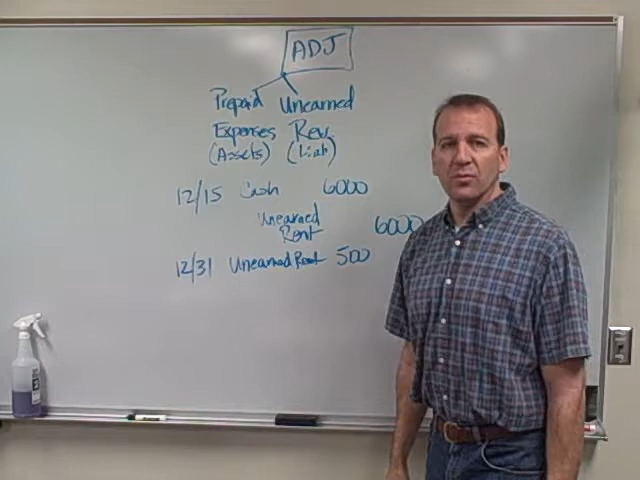 ADJ
Prepaid Unearned
Expenses Rev.
(Assets) (Liab)
12/15 Cash 6000
Unearned
Rent 6000
12/31 Unearned Rent 500